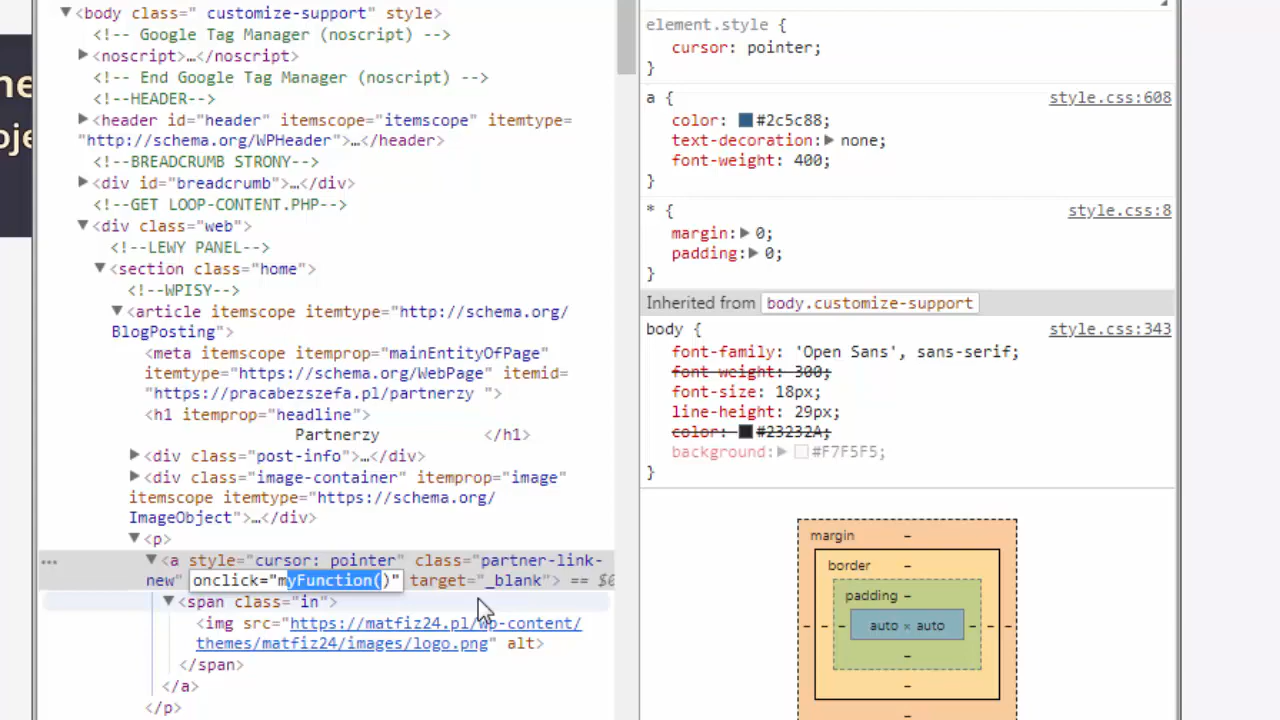 ne
oje
▼<body class=" customize-support" style>
<!-- Google Tag Manager (noscript) -->
▶<noscript>…</noscript>
<!-- End Google Tag Manager (noscript) -->
<!--HEADER-->
▶<header id="header" itemscope="itemscope" itemtype=
"http://schema.org/WPHeader">…</header>
<!--BREADCRUMB STRONY-->
▶<div id="breadcrumb">…</div>
<!--GET LOOP-CONTENT.PHP-->
▼<div class="web">
<!--LEWY PANEL-->
▼<section class="home">
<!--WPISY-->
▼<article itemscope itemtype="http://schema.org/
BlogPosting">
<meta itemscope itemprop="mainEntityOfPage"
itemtype="https://schema.org/WebPage" itemid=
"https://pracabezszefa.pl/partnerzy ">
<h1 itemprop="headline">
Partnerzy </h1>
▶<div class="post-info">…</div>
▶<div class="image-container" itemprop="image"
itemscope itemtype="https://schema.org/
ImageObject">…</div>
▼<p>
… ▼<a style="cursor: pointer" class="partner-link-
new" onclick="myFunction()" target="_blank"> == $0
▼<span class="in">
<img src="https://matfiz24.pl/wp-content/
themes/matfiz24/images/logo.png" alt>
</span>
</a>
</p>
element.style {
cursor: pointer;
}
a { style.css:608
color: #2c5c88;
text-decoration:▶ none;
font-weight: 400;
}
* { style.css:8
margin:▶ 0;
padding:▶ 0;
}
Inherited from body.customize-support
body { style.css:343
font-family: 'Open Sans', sans-serif;
font-weight: 300;
font-size: 18px;
line-height: 29px;
color: #23232A;
background:▶ #F7F5F5;
}
margin –
border –
padding –
– – – auto × auto – – –
–
–
–